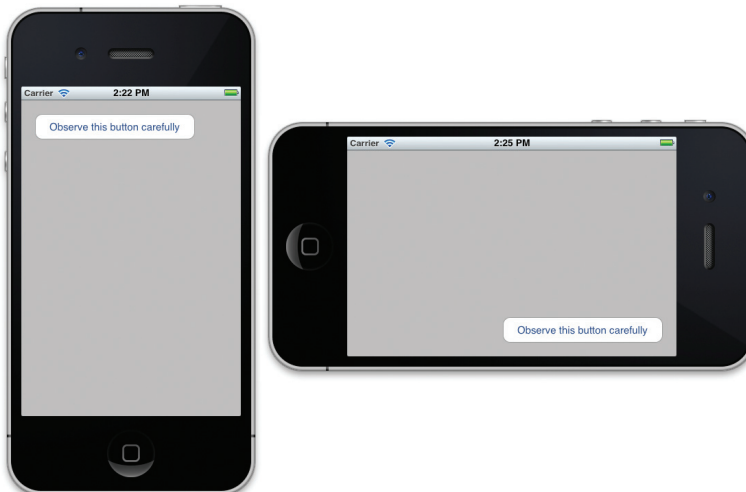 Carrier 2:22 PM
Observe this button carefully
Carrier 2:25 PM
Observe this button carefully